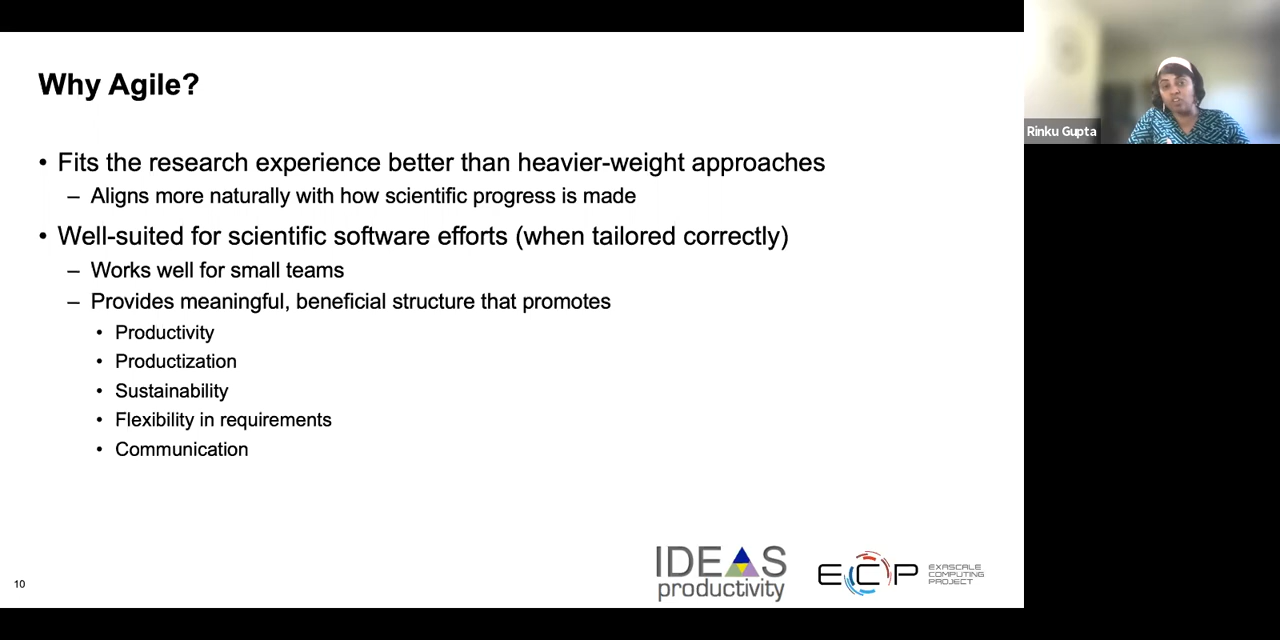 Why Agile?
• Fits the research experience better than heavier-weight approaches
– Aligns more naturally with how scientific progress is made
• Well-suited for scientific software efforts (when tailored correctly)
– Works well for small teams
– Provides meaningful, beneficial structure that promotes
• Productivity
• Productization
• Sustainability
• Flexibility in requirements
• Communication
10
IDEAS
productivity
ECP
EXASCALE
COMPUTING
PROJECT
Rinku Gupta